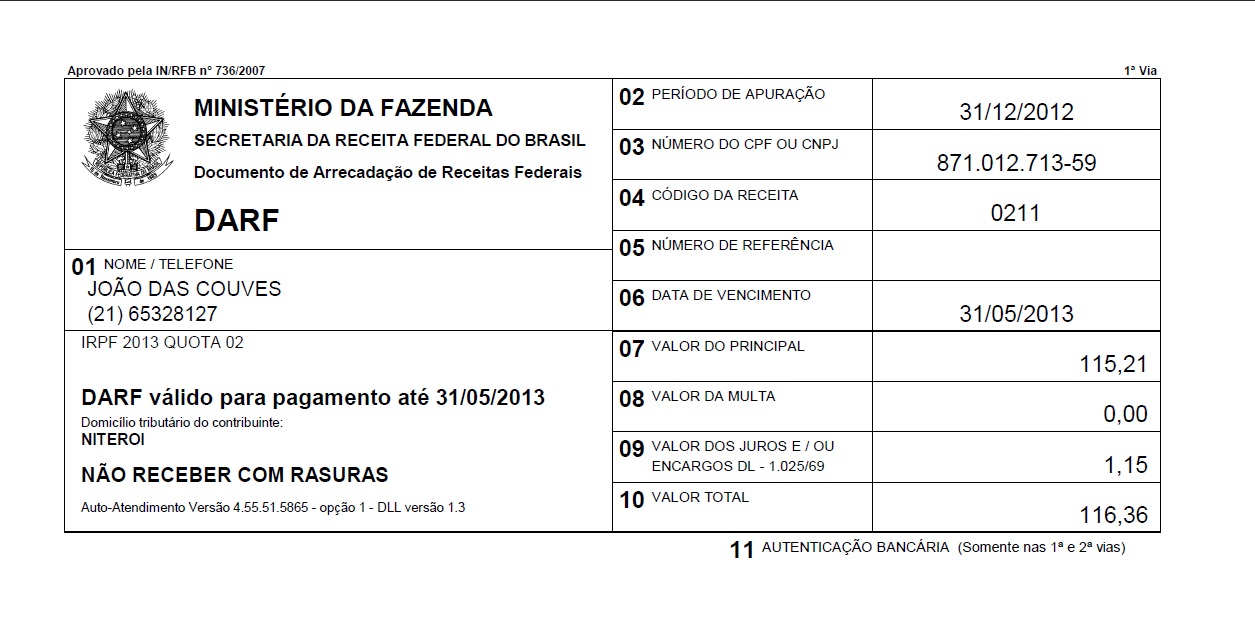 Aprovado pela IN/RFB nº 736/2007
1ª Via
MINISTÉRIO DA FAZENDA
SECRETARIA DA RECEITA FEDERAL DO BRASIL
Documento de Arrecadação de Receitas Federais
DARF
01 NOME / TELEFONE
JOÃO DAS COUVES
(21) 65328127
IRPF 2013 QUOTA 02
DARF válido para pagamento até 31/05/2013
Domicílio tributário do contribuinte:
NITEROI
NÃO RECEBER COM RASURAS
Auto-Atendimento Versão 4.55.51.5865 - opção 1 - DLL versão 1.3
02 PERÍODO DE APURAÇÃO
31/12/2012
03 NÚMERO DO CPF OU CNPJ
871.012.713-59
04 CÓDIGO DA RECEITA
0211
05 NÚMERO DE REFERÊNCIA
06 DATA DE VENCIMENTO
31/05/2013
07 VALOR DO PRINCIPAL
115,21
08 VALOR DA MULTA
0,00
09 VALOR DOS JUROS E / OU
ENCARGOS DL - 1.025/69
1,15
10 VALOR TOTAL
116,36
11 AUTENTICAÇÃO BANCÁRIA (Somente nas 1ª e 2ª vias)